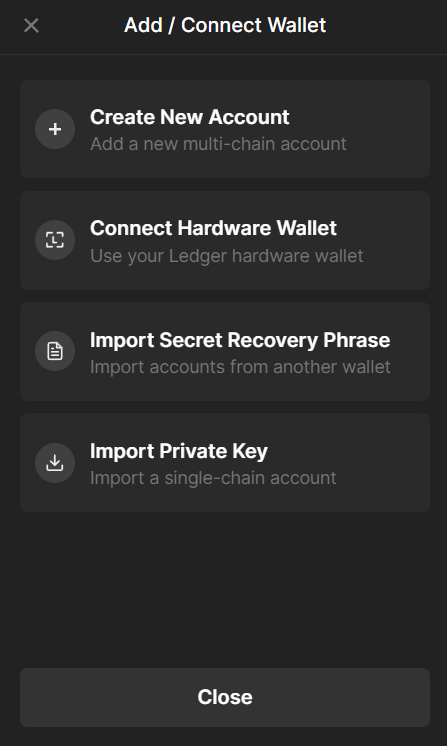 Add / Connect Wallet
Create New Account
Add a new multi-chain account
Connect Hardware Wallet
Use your Ledger hardware wallet
Import Secret Recovery Phrase
Import accounts from another wallet
Import Private Key
Import a single-chain account
Close